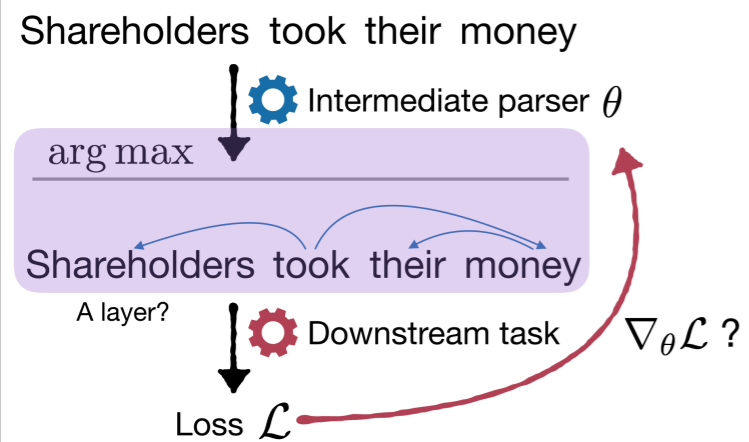 Shareholders took their money
Intermediate parser θ
arg max
Shareholders took their money
A layer?
Downstream task
∇θℒ ?
Loss ℒ